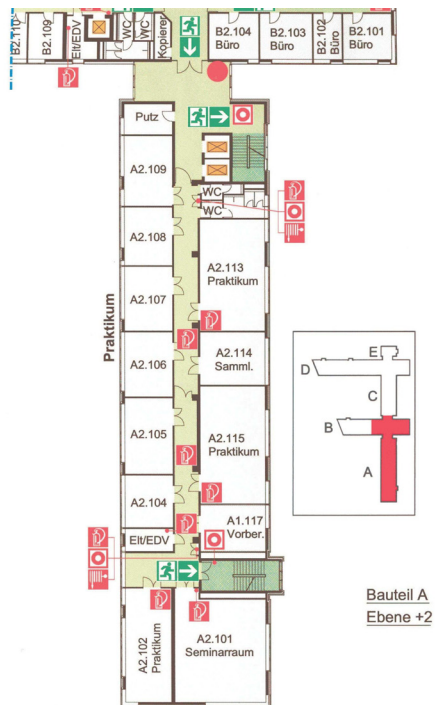 B2.110
B2.109
Elt/EDV
WC
WC
WC
Kopierer
B2.104
Büro
B2.103
Büro
B2.102
Büro
B2.101
Büro
Putz
A2.109
WC
WC
A2.108
A2.113
Praktikum
A2.107
Praktikum
A2.106
A2.114
Samml.
A2.105
A2.115
Praktikum
A2.104
A1.117
Vorber.
Elt/EDV
A2.102
Praktikum
A2.101
Seminarraum
E
D
C
B
A
Bauteil A
Ebene +2